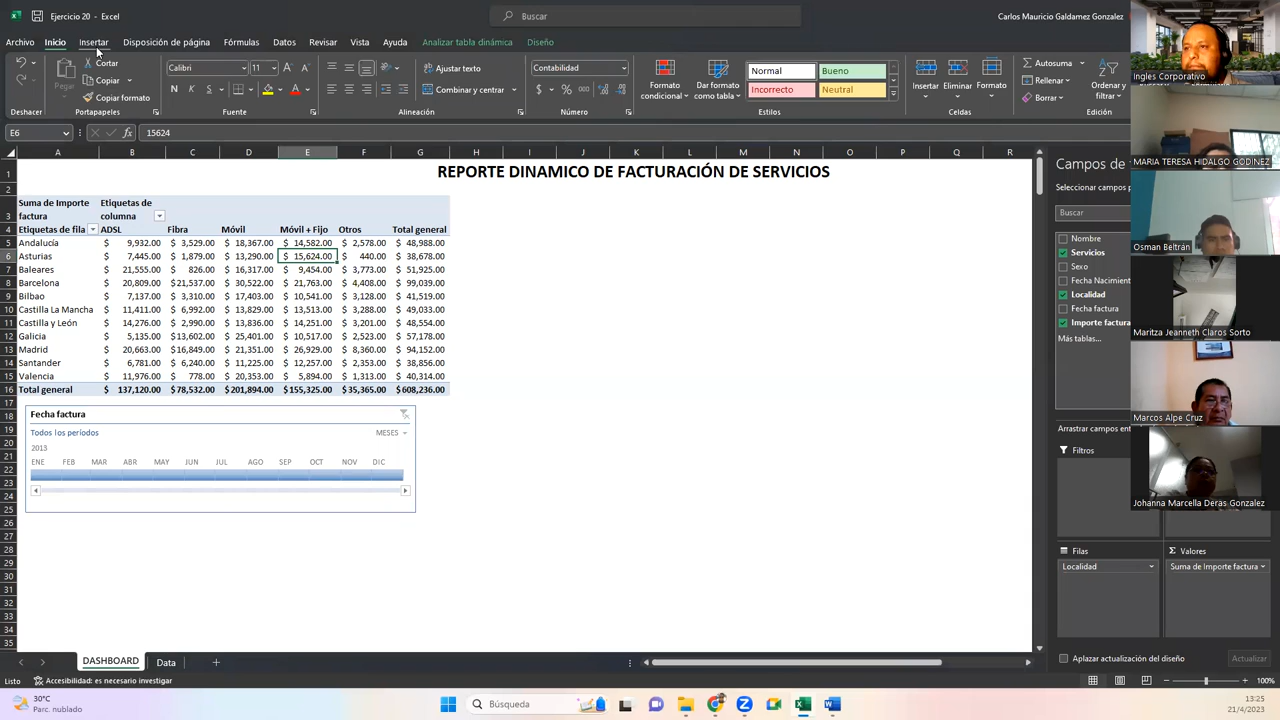 Ejercicio 20 - Excel
Buscar
Carlos Mauricio Galdamez Gonzalez
Archivo Inicio Insertar Disposición de página Fórmulas Datos Revisar Vista Ayuda Analizar tabla dinámica Diseño
Cortar
Copiar
Copiar formato
Portapapeles
Calibri 11
N
Ajustar texto
Combinar y centrar
Alineación
Contabilidad
Formato condicional
Dar formato como tabla
Normal Bueno
Incorrecto Neutral
Estilos
Insertar Eliminar Formato
Celdas
Autosuma
Rellenar
Borrar
Ordenar y filtrar
Edición
E6 15624
A B C D E F G H I J K L M N O P Q R
REPORTE DINAMICO DE FACTURACIÓN DE SERVICIOS
Suma de Importe factura Etiquetas de columna
Etiquetas de fila ADSL Fibra Móvil Móvil + Fijo Otros Total general
Andalucía $ 9,932.00 $ 3,529.00 $ 18,367.00 $ 14,582.00 $ 2,578.00 $ 48,988.00
Asturias $ 7,445.00 $ 1,879.00 $ 13,290.00 $ 15,624.00 $ 440.00 $ 38,678.00
Baleares $ 21,555.00 $ 826.00 $ 16,317.00 $ 9,454.00 $ 3,773.00 $ 51,925.00
Barcelona $ 20,809.00 $ 21,537.00 $ 30,522.00 $ 21,763.00 $ 4,408.00 $ 99,039.00
Bilbao $ 7,137.00 $ 3,310.00 $ 17,403.00 $ 10,541.00 $ 3,128.00 $ 41,519.00
Castilla La Mancha $ 11,411.00 $ 6,992.00 $ 13,829.00 $ 13,513.00 $ 3,288.00 $ 49,033.00
Castilla y León $ 14,276.00 $ 2,990.00 $ 13,836.00 $ 14,251.00 $ 3,201.00 $ 48,554.00
Galicia $ 5,135.00 $ 13,602.00 $ 25,401.00 $ 10,517.00 $ 2,523.00 $ 57,178.00
Madrid $ 20,663.00 $ 16,849.00 $ 21,351.00 $ 26,929.00 $ 8,360.00 $ 94,152.00
Santander $ 6,781.00 $ 6,240.00 $ 11,225.00 $ 12,257.00 $ 2,353.00 $ 38,856.00
Valencia $ 11,976.00 $ 778.00 $ 20,353.00 $ 5,894.00 $ 1,313.00 $ 40,314.00
Total general $ 137,120.00 $ 78,532.00 $ 201,894.00 $ 155,325.00 $ 35,365.00 $ 608,236.00
Fecha factura
Todos los períodos MESES
2013
ENE FEB MAR ABR MAY JUN JUL AGO SEP OCT NOV DIC
Campos de
Seleccionar campos p
Buscar
Nombre
Servicios
Sexo
Fecha Nacimient
Localidad
Fecha factura
Importe factura
Más tablas...
Arrastrar campos ent
Filtros
Filas
Localidad
Σ Valores
Suma de Importe factura
Aplazar actualización del diseño
Actualizar
Ingles Corporativo
MARIA TERESA HIDALGO GODINEZ
Osman Beltrán
Maritza Jeanneth Claros Sorto
Marcos Alpe Cruz
Johanna Marcella Deras Gonzalez
DASHBOARD Data
Listo Accesibilidad: es necesario investigar
100%
30°C
Parc. nublado
Búsqueda
13:25
21/4/2023